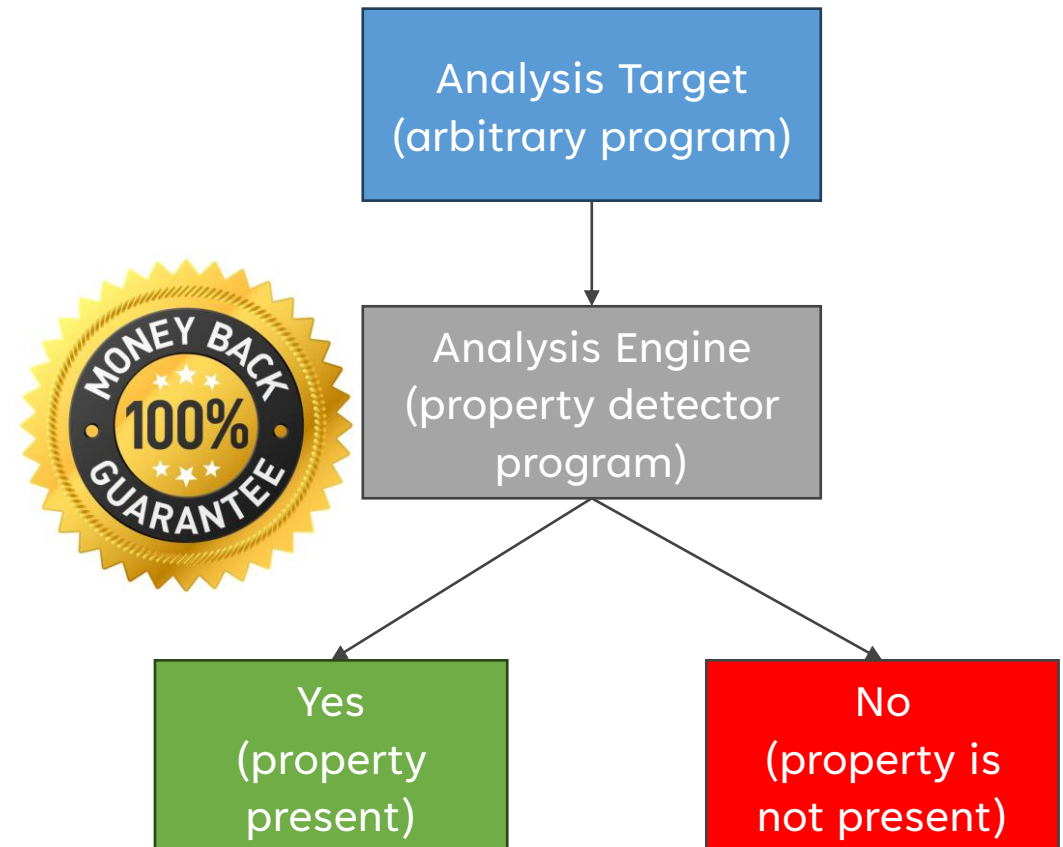 Analysis Target
(arbitrary program)
MONEY BACK
100%
GUARANTEE
Analysis Engine
(property detector
program)
Yes
(property
present)
No
(property is
not present)